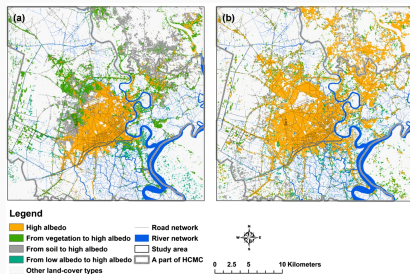 (a)
(b)
Legend
High albedo
From vegetation to high albedo
From soil to high albedo
From low albedo to high albedo
Other land-cover types
Road network
River network
Study area
A part of HCMC
0 2.5 5 10 Kilometers